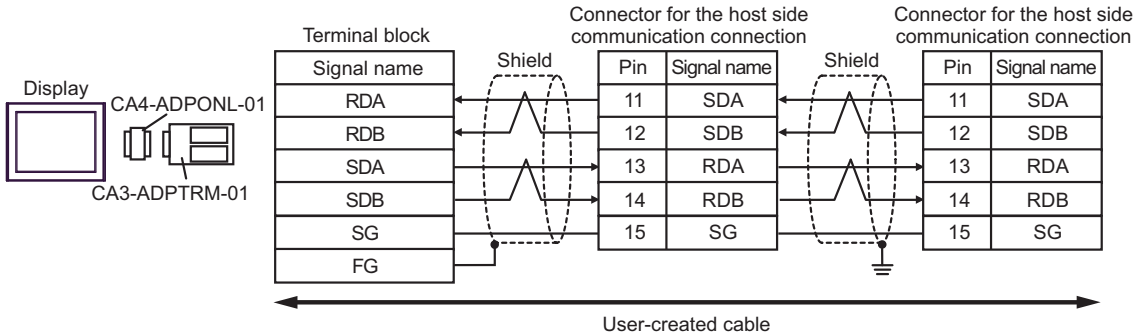 Display
CA4-ADPONL-01
CA3-ADPTRM-01
Terminal block
Signal name
RDA
RDB
SDA
SDB
SG
FG
Shield
Connector for the host side
communication connection
Pin Signal name
11 SDA
12 SDB
13 RDA
14 RDB
15 SG
Shield
Connector for the host side
communication connection
Pin Signal name
11 SDA
12 SDB
13 RDA
14 RDB
15 SG
User-created cable